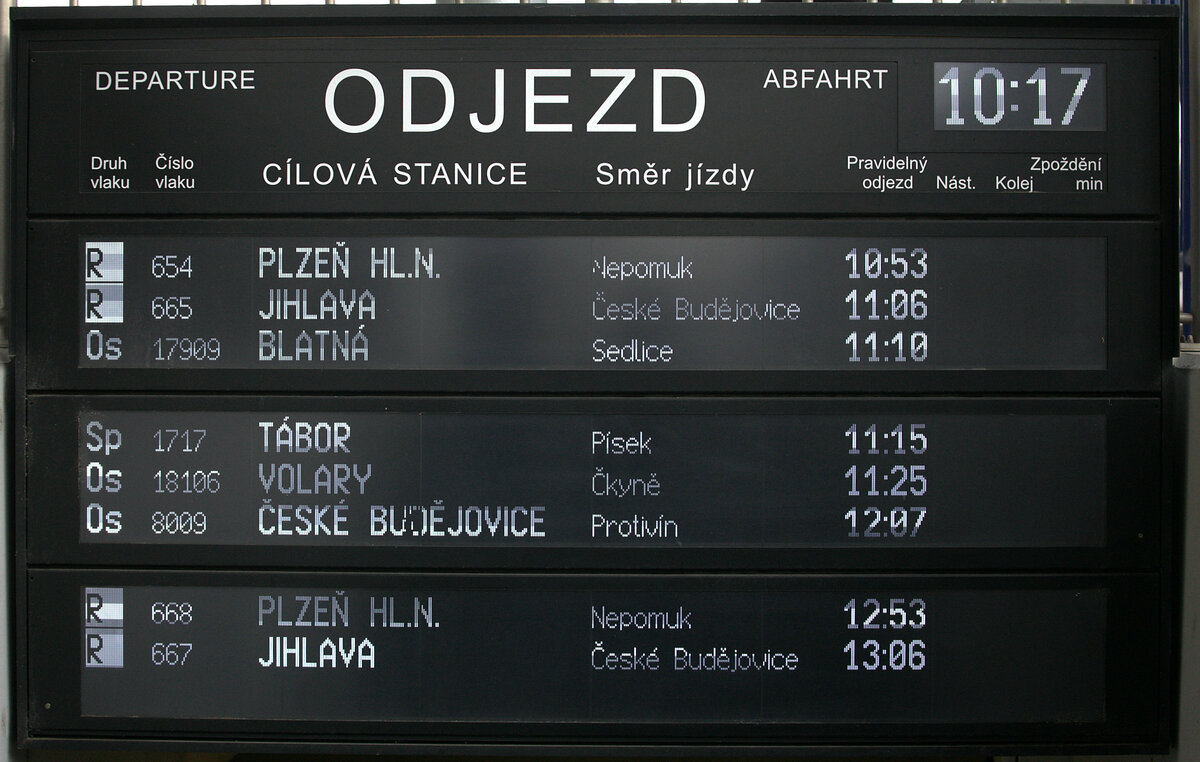 DEPARTURE ODJEZD ABFAHRT 10:17
Druh vlaku Číslo vlaku CÍLOVÁ STANICE Směr jízdy Pravidelný odjezd Nást. Kolej Zpoždění min
R 654 PLZEŇ HL.N. Nepomuk 10:53
R 665 JIHLAVA České Budějovice 11:06
Os 17909 BLATNÁ Sedlice 11:10
Sp 1717 TÁBOR Písek 11:15
Os 18106 VOLARY Čkyně 11:25
Os 8009 ČESKÉ BUDĚJOVICE Protivín 12:07
R 668 PLZEŇ HL.N. Nepomuk 12:53
R 667 JIHLAVA České Budějovice 13:06